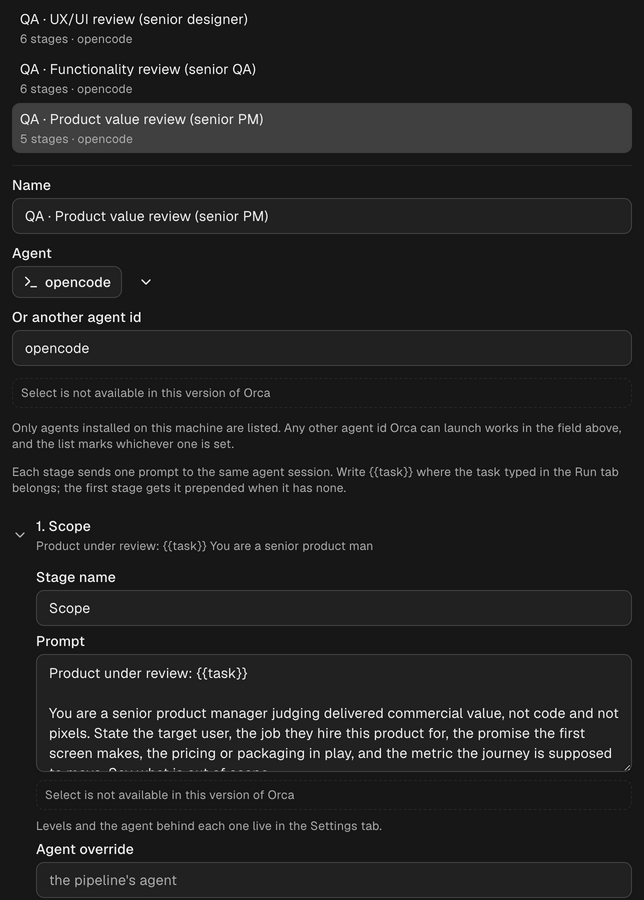 QA · UX/UI review (senior designer)
6 stages · opencode
QA · Functionality review (senior QA)
6 stages · opencode
QA · Product value review (senior PM)
5 stages · opencode
Name
QA · Product value review (senior PM)
Agent
>_ opencode
Or another agent id
opencode
Select is not available in this version of Orca
Only agents installed on this machine are listed. Any other agent id Orca can launch works in the field above,
and the list marks whichever one is set.
Each stage sends one prompt to the same agent session. Write {{task}} where the task typed in the Run tab
belongs; the first stage gets it prepended when it has none.
1. Scope
Product under review: {{task}} You are a senior product man
Stage name
Scope
Prompt
Product under review: {{task}}
You are a senior product manager judging delivered commercial value, not code and not
pixels. State the target user, the job they hire this product for, the promise the first
screen makes, the pricing or packaging in play, and the metric the journey is supposed
Select is not available in this version of Orca
Levels and the agent behind each one live in the Settings tab.
Agent override
the pipeline's agent